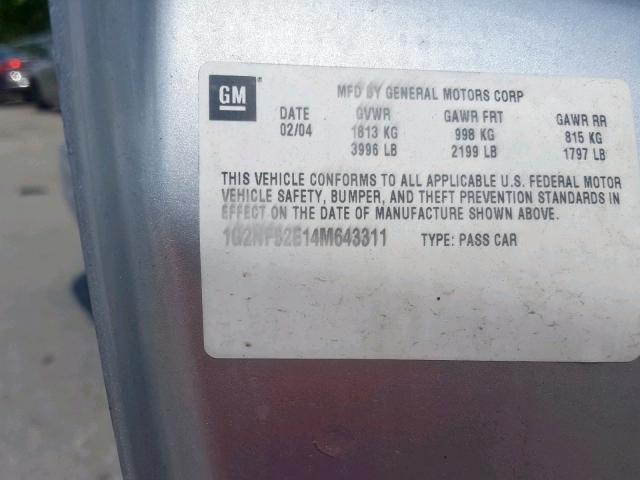 GM
MFD BY GENERAL MOTORS CORP
DATE GVWR GAWR FRT GAWR RR
02/04 1813 KG 998 KG 815 KG
3996 LB 2199 LB 1797 LB
THIS VEHICLE CONFORMS TO ALL APPLICABLE U.S. FEDERAL MOTOR
VEHICLE SAFETY, BUMPER, AND THEFT PREVENTION STANDARDS IN
EFFECT ON THE DATE OF MANUFACTURE SHOWN ABOVE.
1G2NF52E14M643311 TYPE: PASS CAR